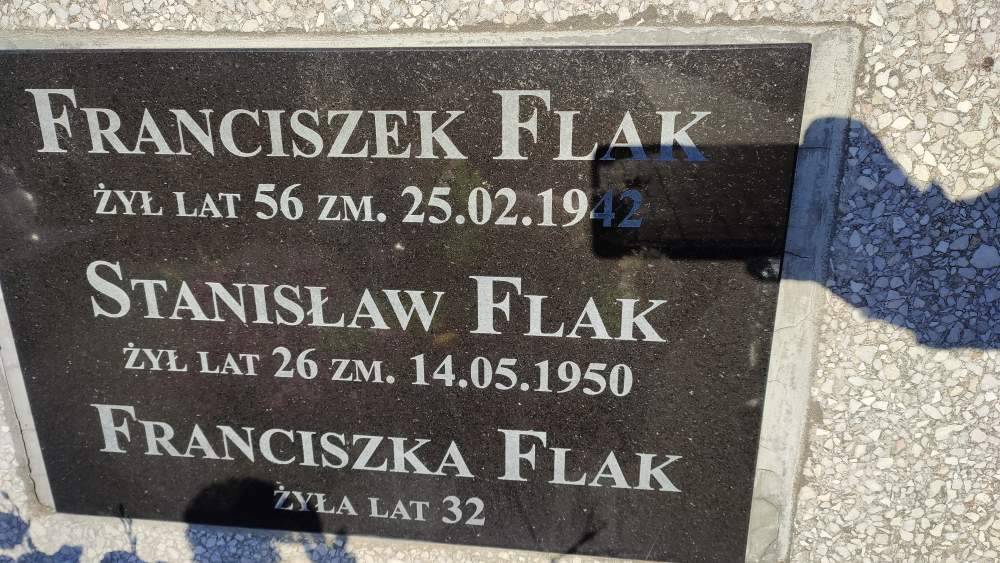 FRANCISZEK FLAK
ŻYŁ LAT 56 ZM. 25.02.1942
STANISŁAW FLAK
ŻYŁ LAT 26 ZM. 14.05.1950
FRANCISZKA FLAK
ŻYŁA LAT 32